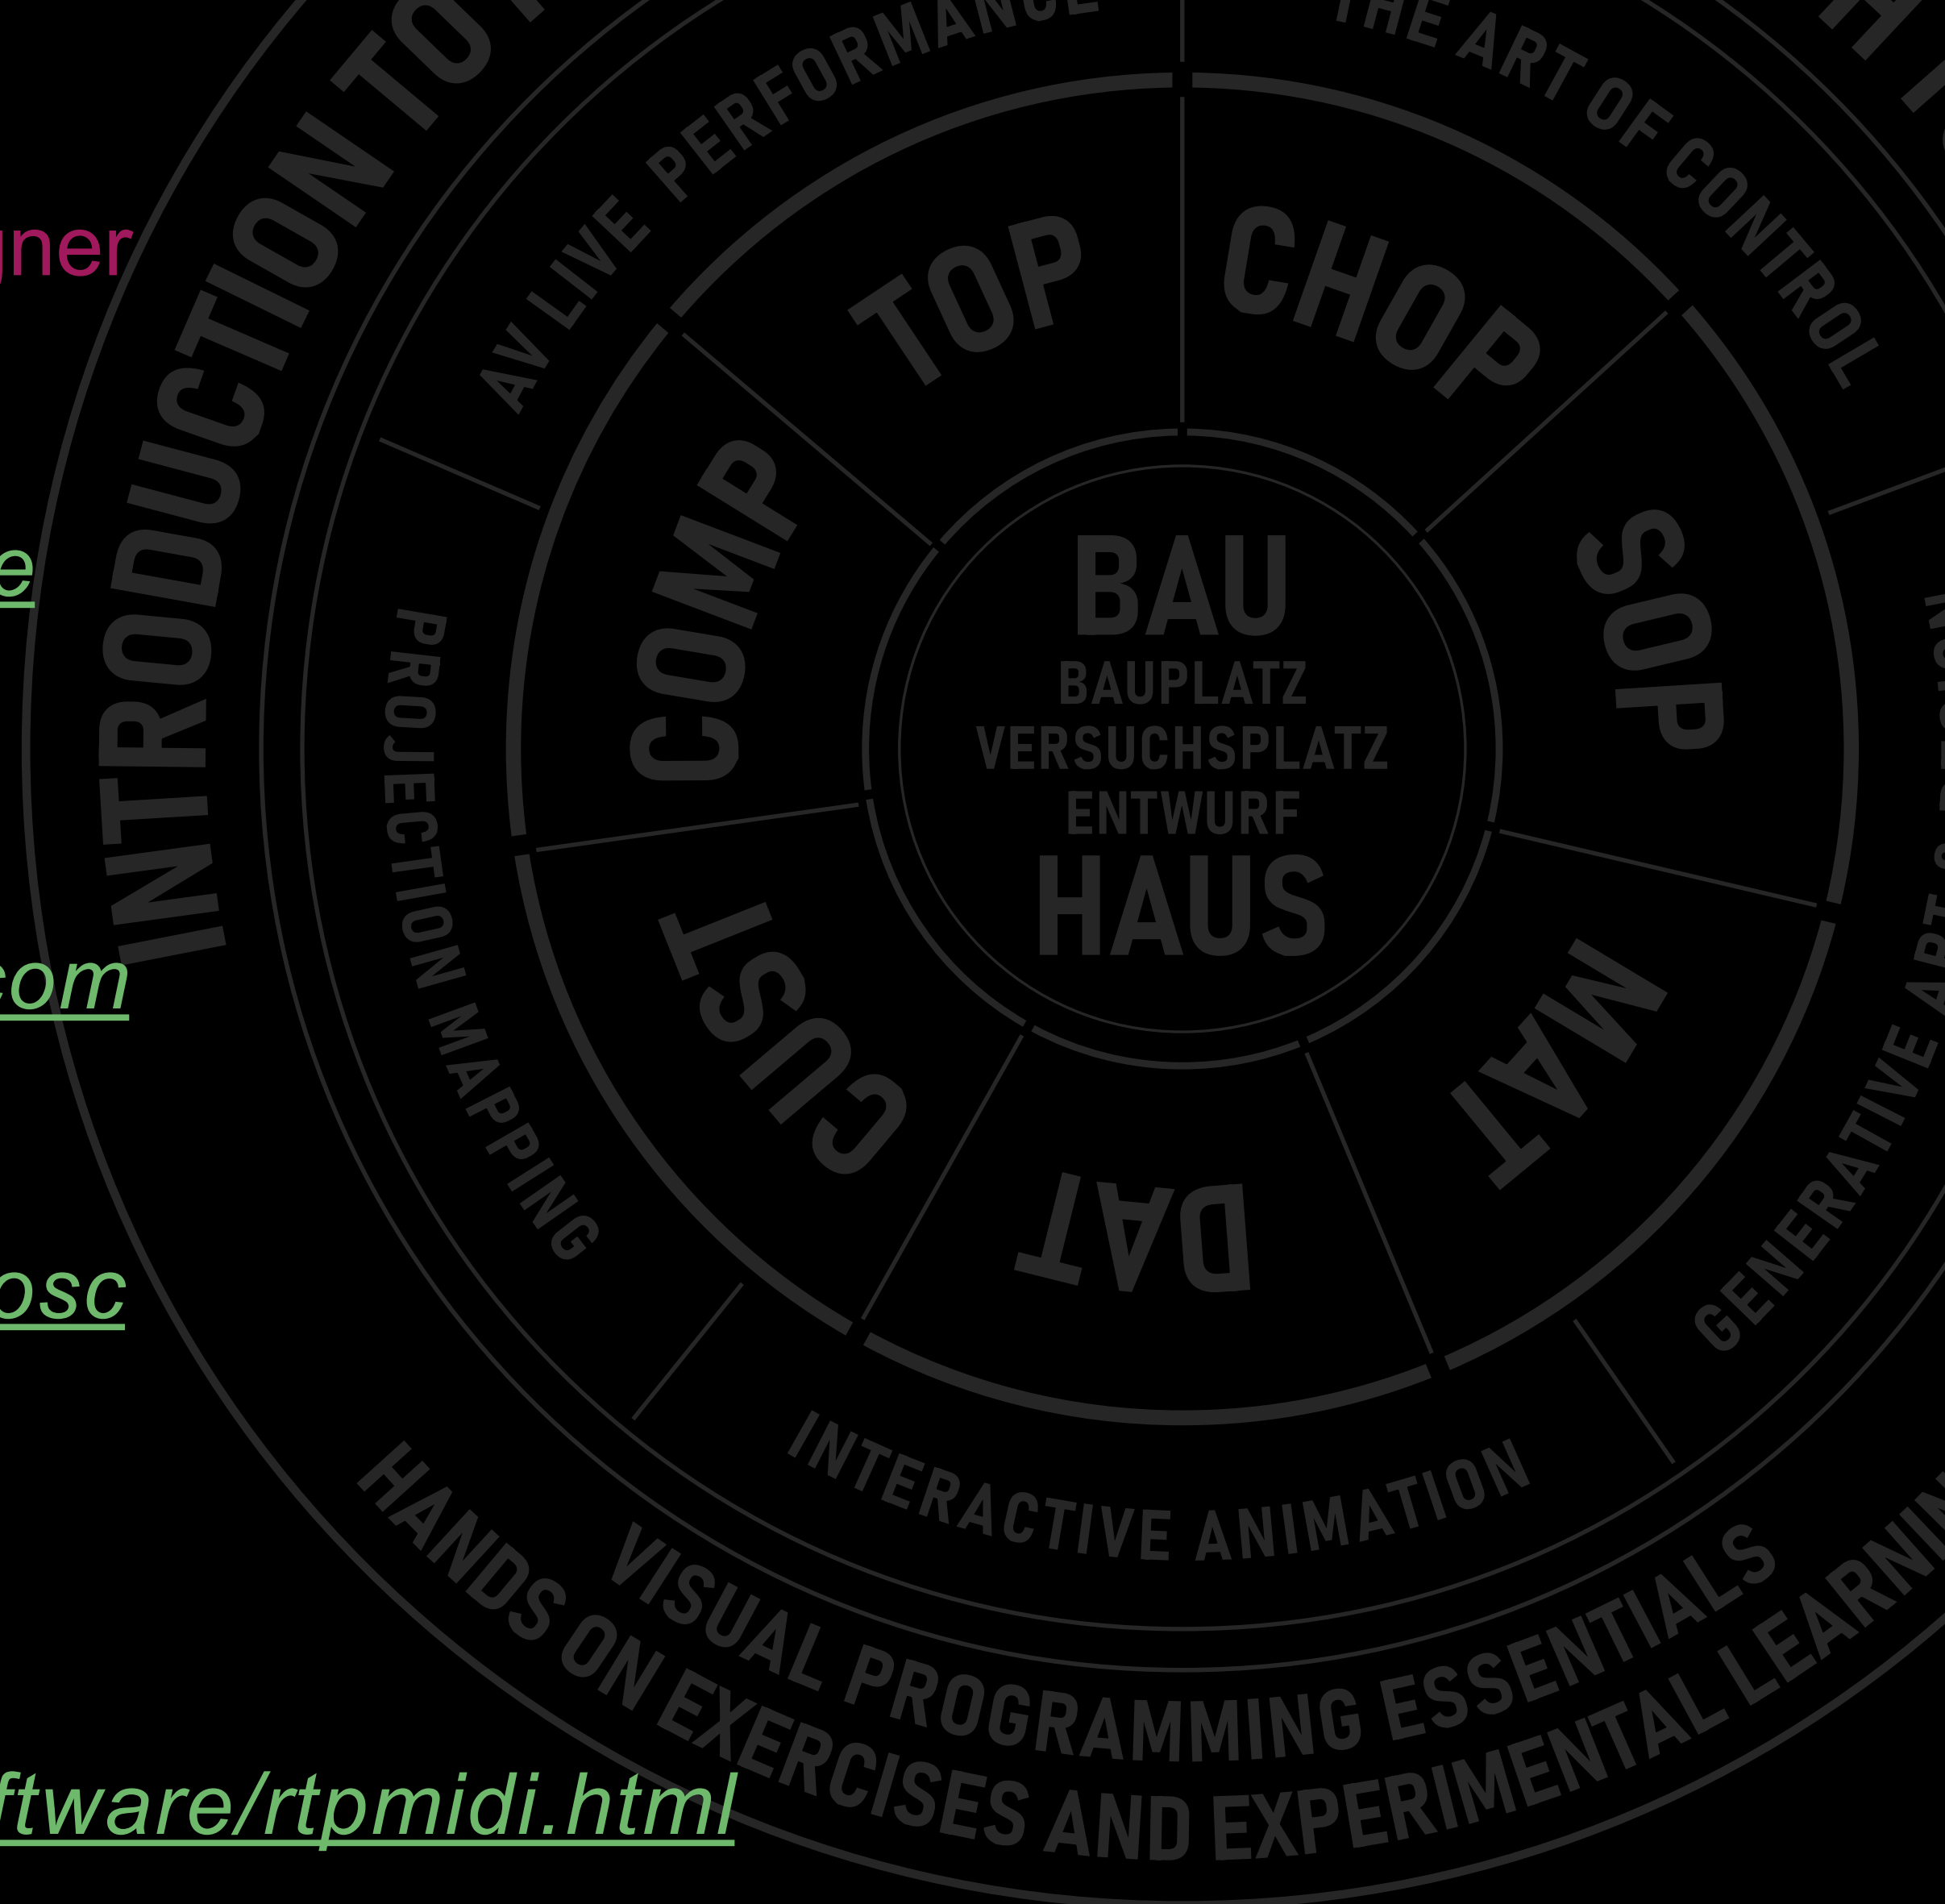 INTRODUCTION TO
AV LIVE PERFORMANCE
THE ART OF CONTROL
TOP
CHOP
SOP
MAT
DAT
CUST
COMP
BAU
BAUPLATZ
VERSUCHSPLATZ
ENTWURF
HAUS
PROJECTION MAPPING
INTERACTIVE ANIMATION
GENERATIVE ART
VISUAL PROGRAMMING ESSENTIALS
HANDS ON EXERCISES AND EXPERIMENTAL
gner
e
com
osc
ftware/rtpmidi.html